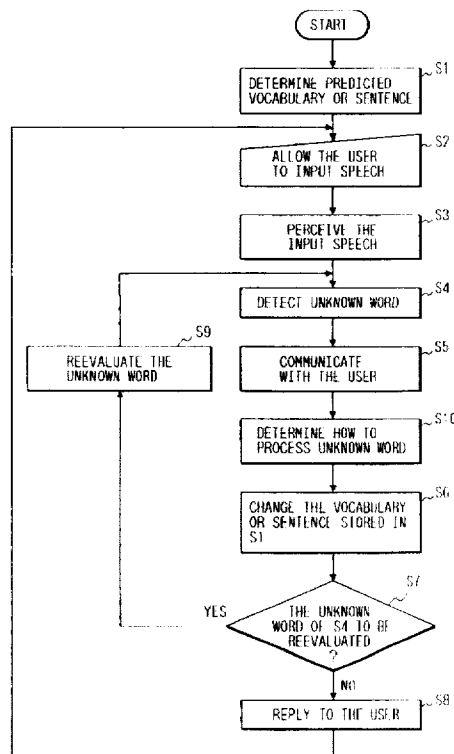 START
S1
DETERMINE PREDICTED
VOCABULARY OR SENTENCE
S2
ALLOW THE USER
TO INPUT SPEECH
S3
PERCEIVE THE
INPUT SPEECH
S4
DETECT UNKNOWN WORD
S9
REEVALUATE THE
UNKNOWN WORD
S5
COMMUNICATE
WITH THE USER
S10
DETERMINE HOW TO
PROCESS UNKNOWN WORD
S6
CHANGE THE VOCABULARY
OR SENTENCE STORED IN
S1
S7
YES
THE UNKNOWN
WORD OF S4 TO BE
REEVALUATED
?
NO
S8
REPLY TO THE USER